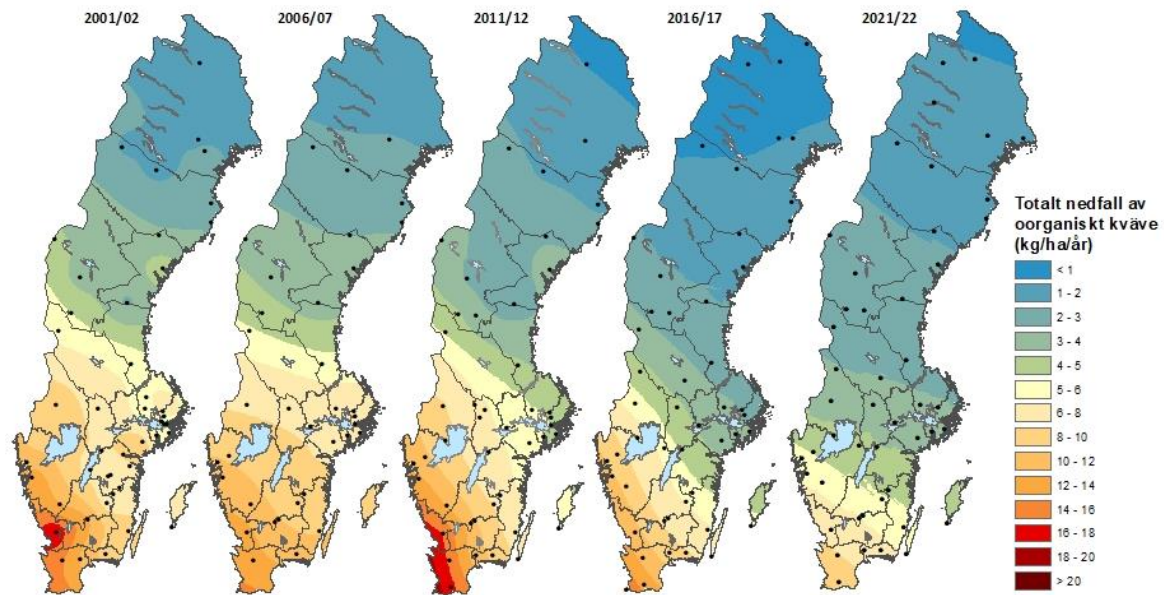 2001/02
2006/07
2011/12
2016/17
2021/22
Totalt nedfall av
oorganiskt kväve
(kg/ha/år)
< 1
1 - 2
2 - 3
3 - 4
4 - 5
5 - 6
6 - 8
8 - 10
10 - 12
12 - 14
14 - 16
16 - 18
18 - 20
> 20